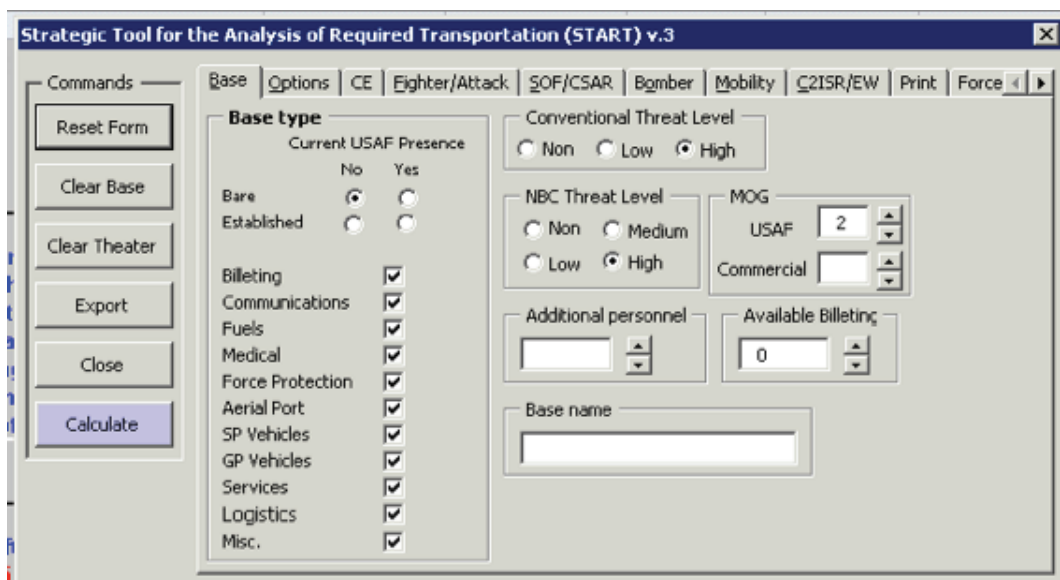 Strategic Tool for the Analysis of Required Transportation (START) v.3
Commands
Reset Form
Clear Base
Clear Theater
Export
Close
Calculate
Base Options CE Fighter/Attack SOF/CSAR Bomber Mobility C2ISR/EW Print Force
Base type
Current USAF Presence
No Yes
Bare
Established
Billeting
Communications
Fuels
Medical
Force Protection
Aerial Port
SP Vehicles
GP Vehicles
Services
Logistics
Misc.
Conventional Threat Level
Non Low High
NBC Threat Level
Non Medium
Low High
MOG
USAF 2
Commercial
Additional personnel
Available Billeting
0
Base name